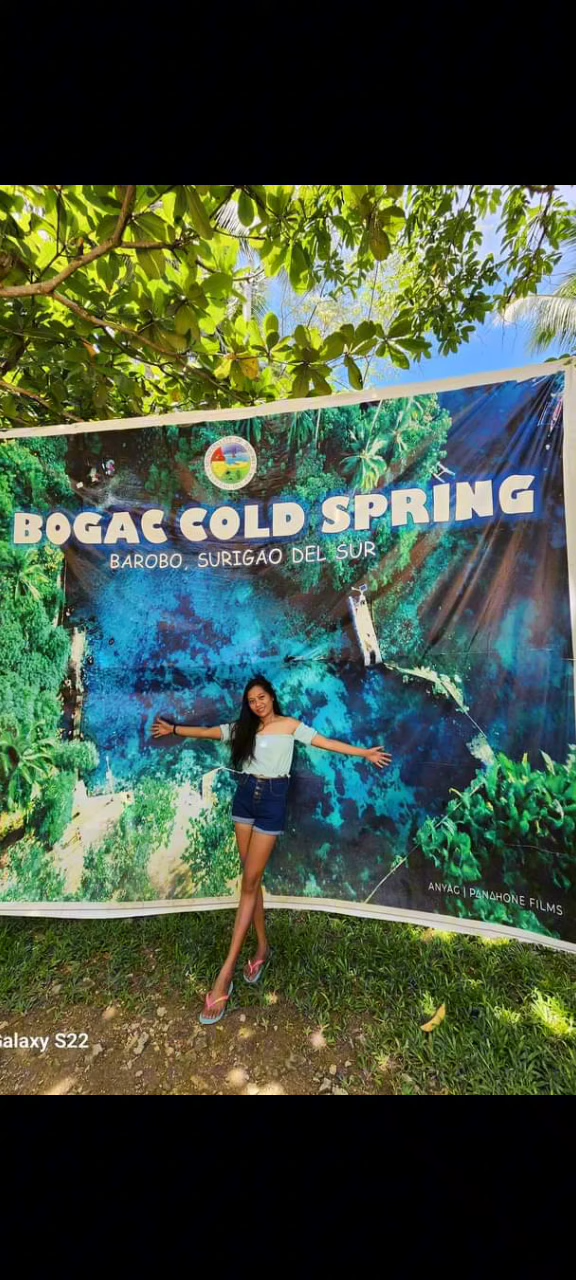 BOGAC COLD SPRING
BAROBO, SURIGAO DEL SUR
ANYAG | PANAHONE FILMS
Galaxy S22